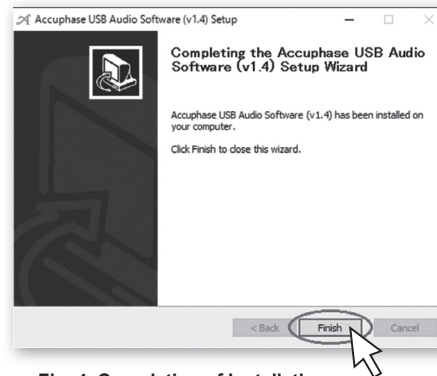 Accuphase USB Audio Software (v1.4) Setup
Completing the Accuphase USB Audio
Software (v1.4) Setup Wizard
Accuphase USB Audio Software (v1.4) has been installed on
your computer.
Click Finish to close this wizard.
< Back
Finish
Cancel
Fig. 4 Completion of Installation